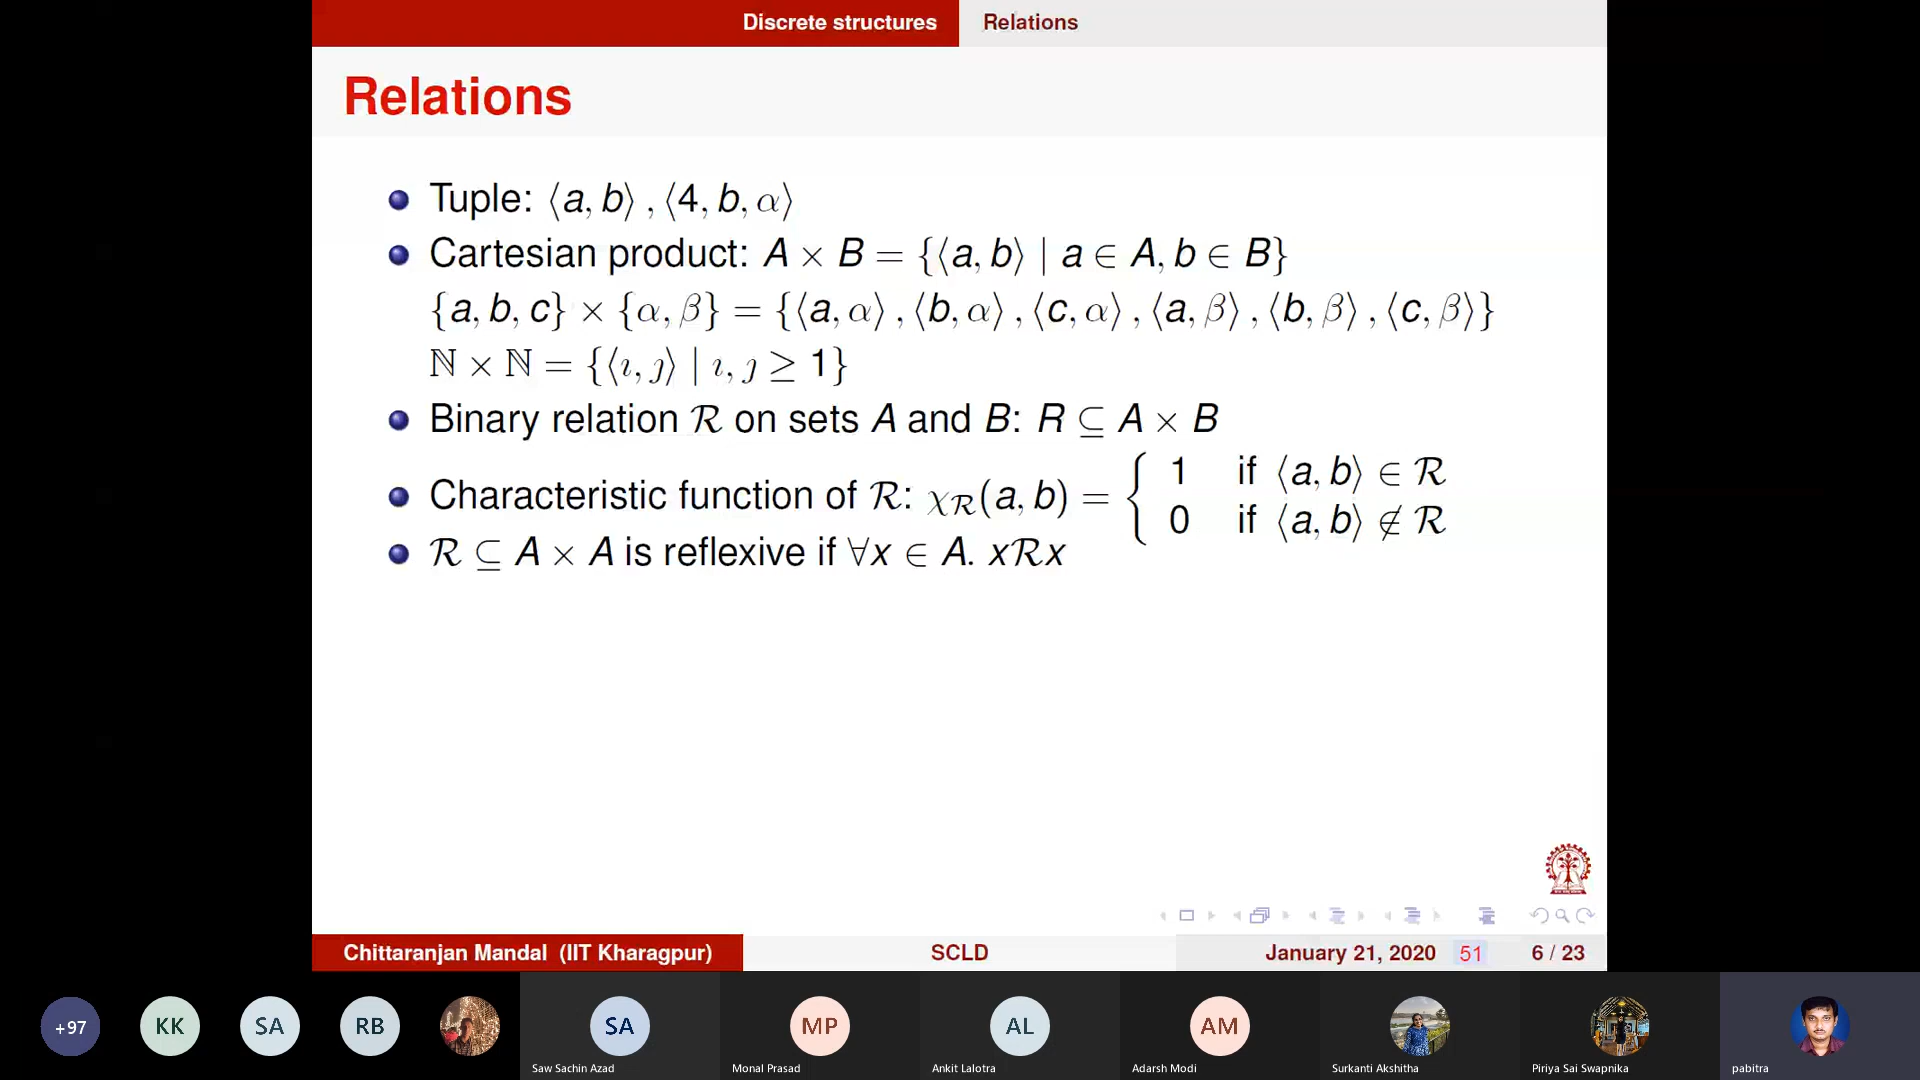 Discrete structures Relations
Relations
Tuple: ⟨a, b⟩ , ⟨4, b, α⟩
Cartesian product: A × B = {⟨a, b⟩ | a ∈ A, b ∈ B}
{a, b, c} × {α, β} = {⟨a, α⟩ , ⟨b, α⟩ , ⟨c, α⟩ , ⟨a, β⟩ , ⟨b, β⟩ , ⟨c, β⟩}
ℕ × ℕ = {⟨ı, ȷ⟩ | ı, ȷ ≥ 1}
Binary relation ℛ on sets A and B: R ⊆ A × B
Characteristic function of ℛ: χ_ℛ(a, b) = { 1 if ⟨a, b⟩ ∈ ℛ
0 if ⟨a, b⟩ ∉ ℛ
ℛ ⊆ A × A is reflexive if ∀x ∈ A. xℛx
Chittaranjan Mandal (IIT Kharagpur) SCLD January 21, 2020 51 6 / 23
+97 KK SA RB SA MP AL AM
Saw Sachin Azad Monal Prasad Ankit Lalotra Adarsh Modi Surkanti Akshitha Piriya Sai Swapnika pabitra